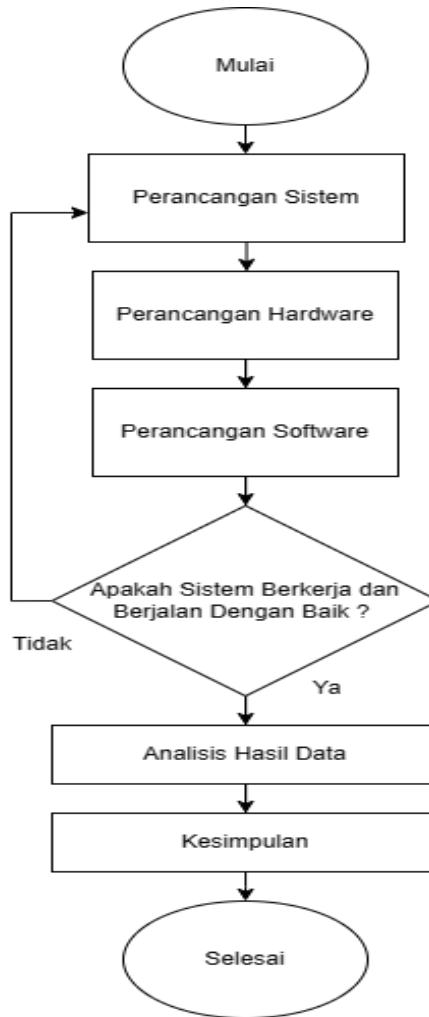 Mulai
Perancangan Sistem
Perancangan Hardware
Perancangan Software
Apakah Sistem Berkerja dan
Berjalan Dengan Baik ?
Tidak
Ya
Analisis Hasil Data
Kesimpulan
Selesai